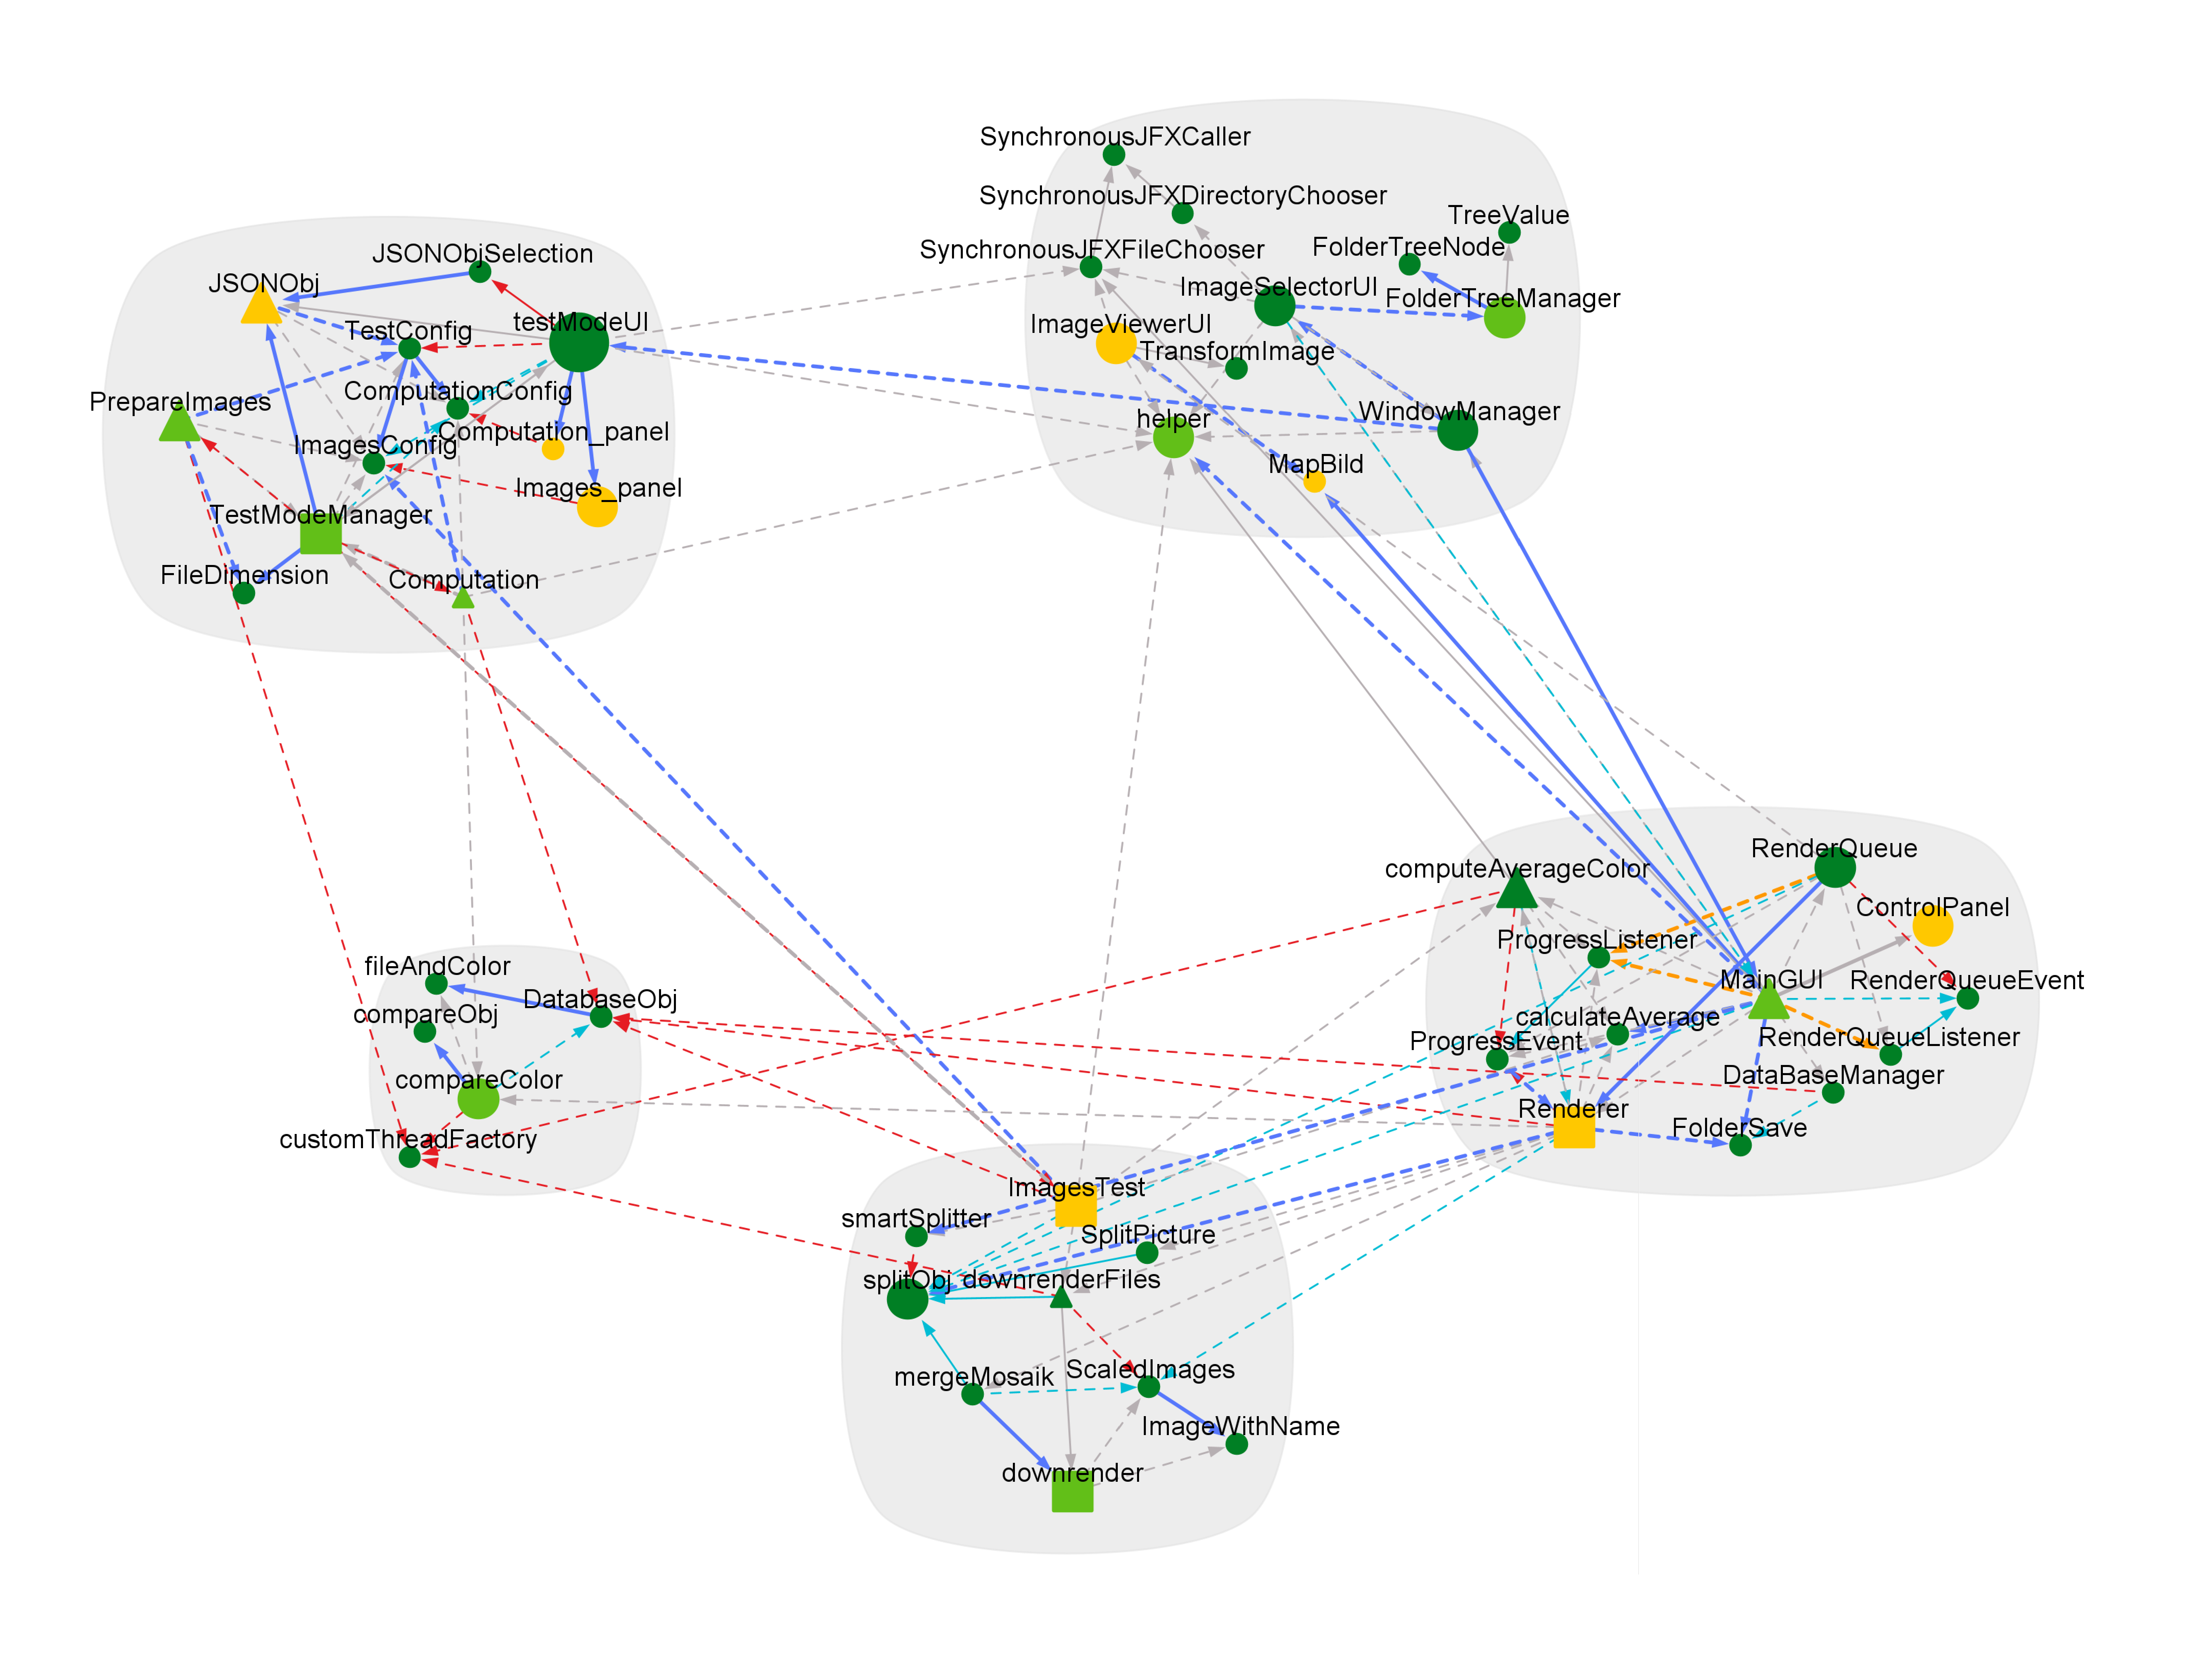 SynchronousJFXCaller
SynchronousJFXDirectoryChooser
TreeValue
SynchronousJFXFileChooser
FolderTreeNode
ImageSelectorUI
FolderTreeManager
ImageViewerUI
TransformImage
helper
WindowManager
MapBild
JSONObjSelection
JSONObj
TestConfig
testModeUI
ComputationConfig
PrepareImages
Computation_panel
ImagesConfig
Images_panel
TestModeManager
FileDimension
Computation
RenderQueue
computeAverageColor
ControlPanel
ProgressListener
MainGUI
RenderQueueEvent
calculateAverage
ProgressEvent
RenderQueueListener
DataBaseManager
Renderer
FolderSave
fileAndColor
DatabaseObj
compareObj
compareColor
customThreadFactory
ImagesTest
smartSplitter
SplitPicture
splitObj
downrenderFiles
mergeMosaik
ScaledImages
ImageWithName
downrender